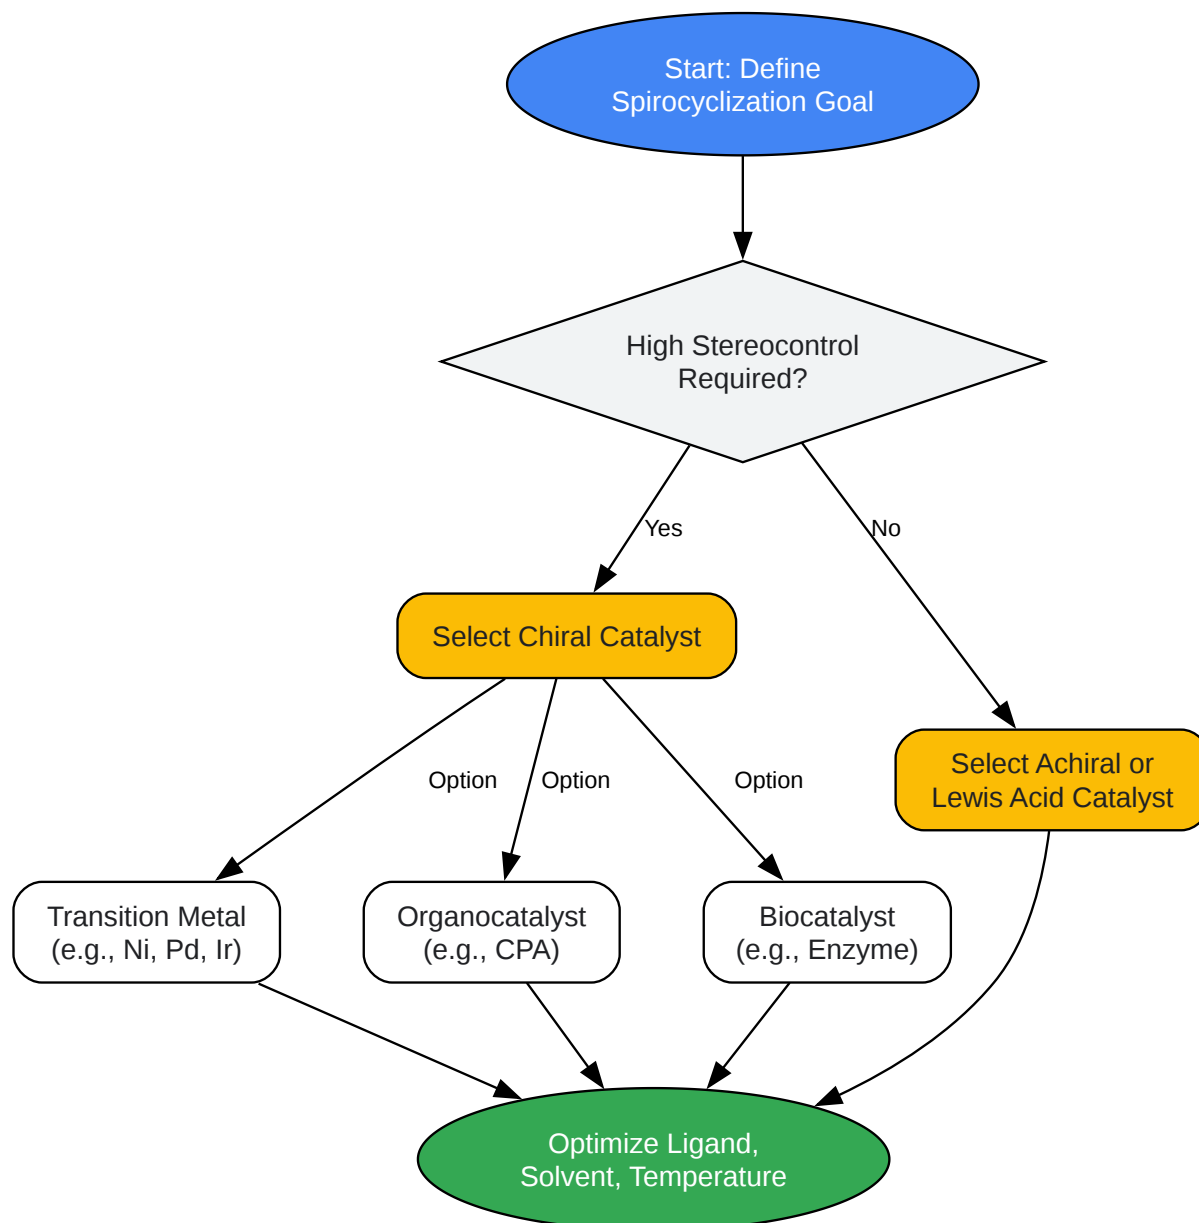 Start: Define
Spirocyclization Goal
High Stereocontrol
Required?
Yes
No
Select Chiral Catalyst
Select Achiral or
Lewis Acid Catalyst
Option
Option
Option
Transition Metal
(e.g., Ni, Pd, Ir)
Organocatalyst
(e.g., CPA)
Biocatalyst
(e.g., Enzyme)
Optimize Ligand,
Solvent, Temperature